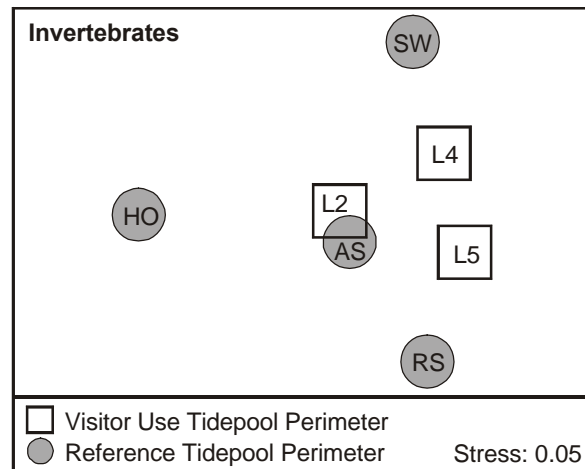 Invertebrates
SW
L4
L2
HO
AS
L5
RS
Visitor Use Tidepool Perimeter
Reference Tidepool Perimeter
Stress: 0.05